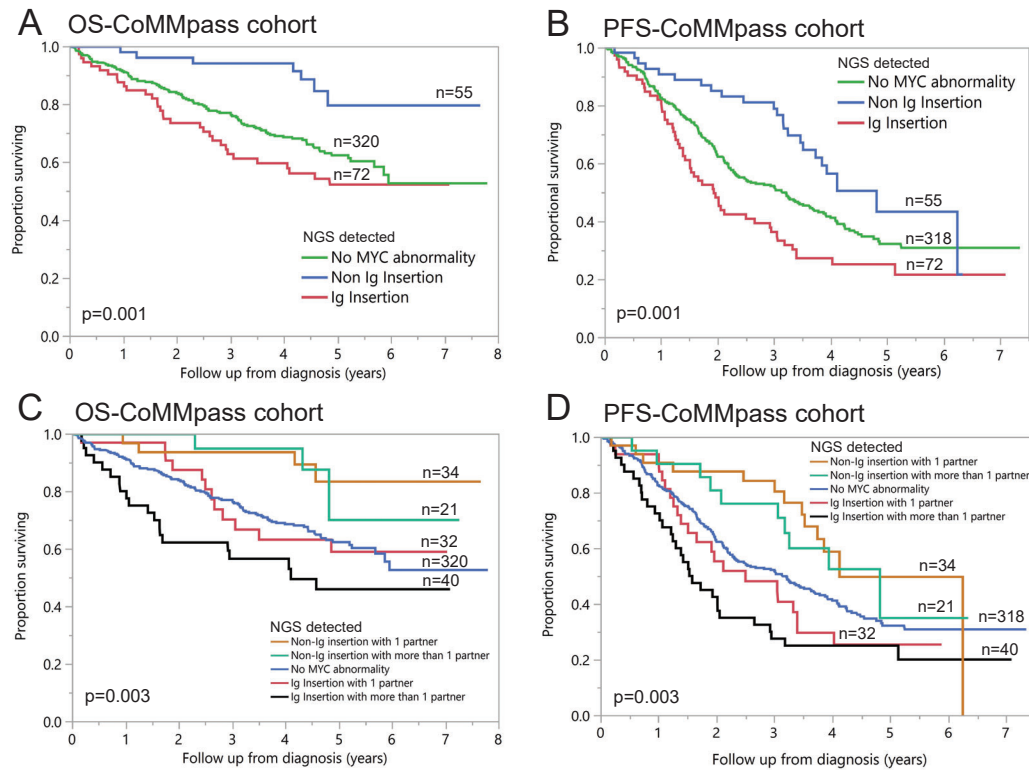 A
OS-CoMMpass cohort
1.0
0.8
0.6
0.4
0.2
0.0
Proportion surviving
n=55
n=320
n=72
NGS detected
No MYC abnormality
Non Ig Insertion
Ig Insertion
p=0.001
0 1 2 3 4 5 6 7 8
Follow up from diagnosis (years)
B
PFS-CoMMpass cohort
1.0
0.8
0.6
0.4
0.2
0.0
Proportional surviving
NGS detected
No MYC abnormality
Non Ig Insertion
Ig Insertion
n=55
n=318
n=72
p=0.001
0 1 2 3 4 5 6 7
Follow up from diagnosis (years)
C
OS-CoMMpass cohort
1.0
0.8
0.6
0.4
0.2
0.0
Proportion surviving
n=34
n=21
n=32
n=320
n=40
NGS detected
Non-Ig insertion with 1 partner
Non-Ig insertion with more than 1 partner
No MYC abnormality
Ig Insertion with 1 partner
Ig Insertion with more than 1 partner
p=0.003
0 1 2 3 4 5 6 7 8
Follow up from diagnosis (years)
D
PFS-CoMMpass cohort
1.0
0.8
0.6
0.4
0.2
0.0
Proportion survival
NGS detected
Non-Ig insertion with 1 partner
Non-Ig insertion with more than 1 partner
No MYC abnormality
Ig Insertion with 1 partner
Ig Insertion with more than 1 partner
n=34
n=21
n=318
n=32
n=40
p=0.003
0 1 2 3 4 5 6 7
Follow up from diagnosis (years)